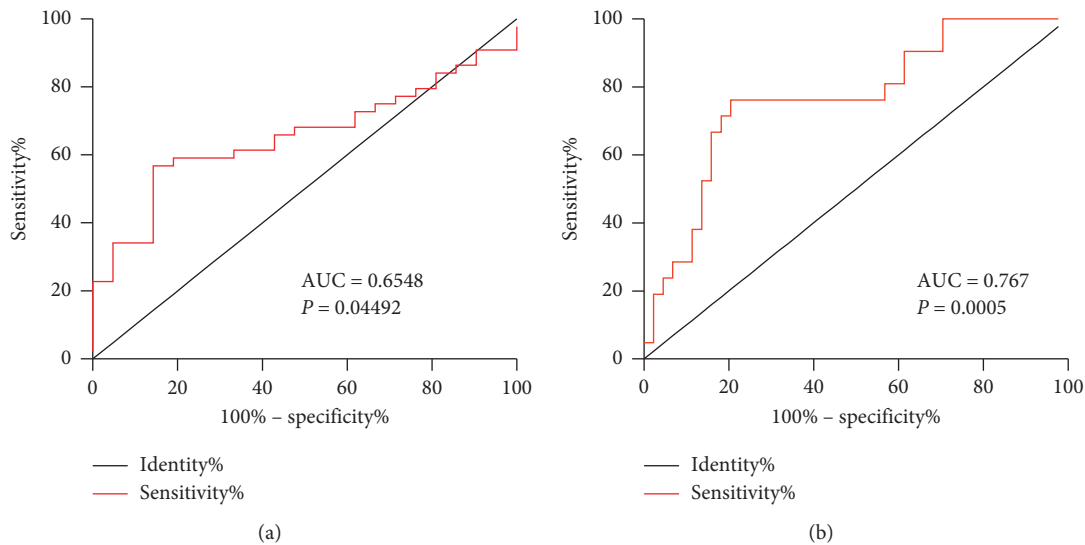 100
80
60
40
20
0
Sensitivity%
AUC = 0.6548
P = 0.04492
0 20 40 60 80 100
100% – specificity%
Identity%
Sensitivity%
(a)
100
80
60
40
20
0
Sensitivity%
AUC = 0.767
P = 0.0005
0 20 40 60 80 100
100% – specificity%
Identity%
Sensitivity%
(b)